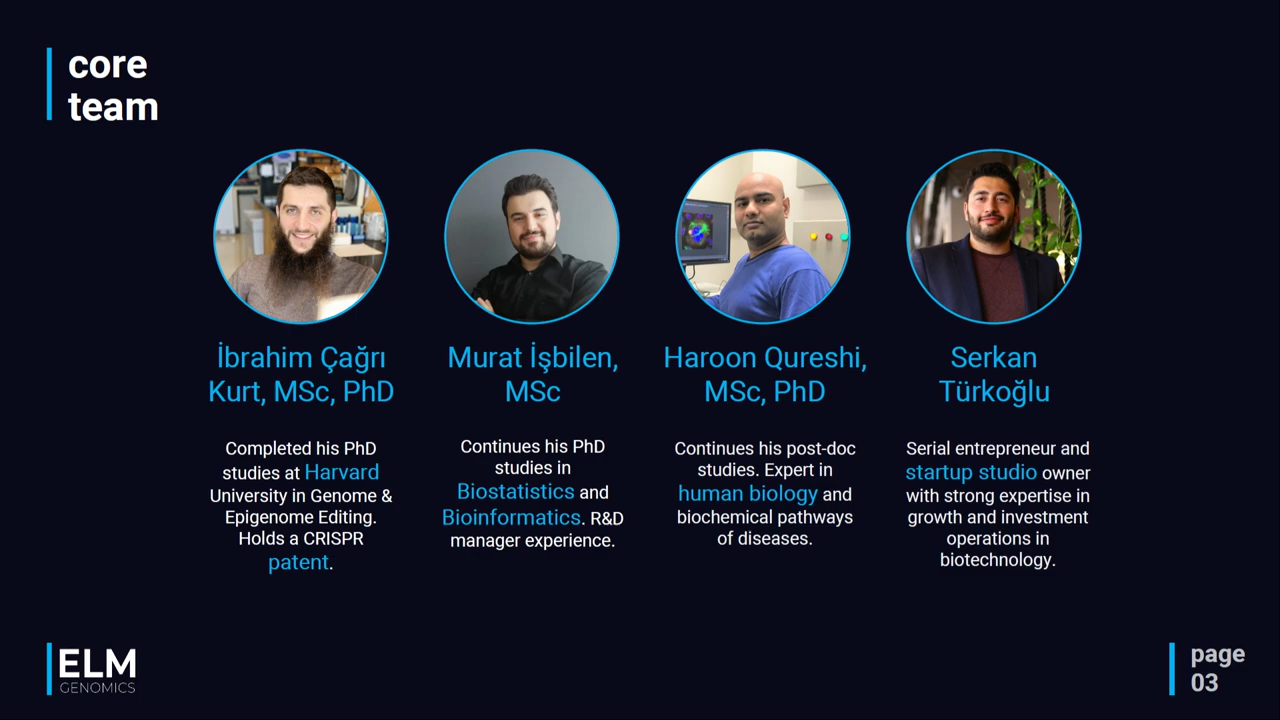 core
team
İbrahim Çağrı
Kurt, MSc, PhD
Completed his PhD
studies at Harvard
University in Genome &
Epigenome Editing.
Holds a CRISPR
patent.
Murat İşbilen,
MSc
Continues his PhD
studies in
Biostatistics and
Bioinformatics. R&D
manager experience.
Haroon Qureshi,
MSc, PhD
Continues his post-doc
studies. Expert in
human biology and
biochemical pathways
of diseases.
Serkan
Türkoğlu
Serial entrepreneur and
startup studio owner
with strong expertise in
growth and investment
operations in
biotechnology.
ELM
GENOMICS
page
03